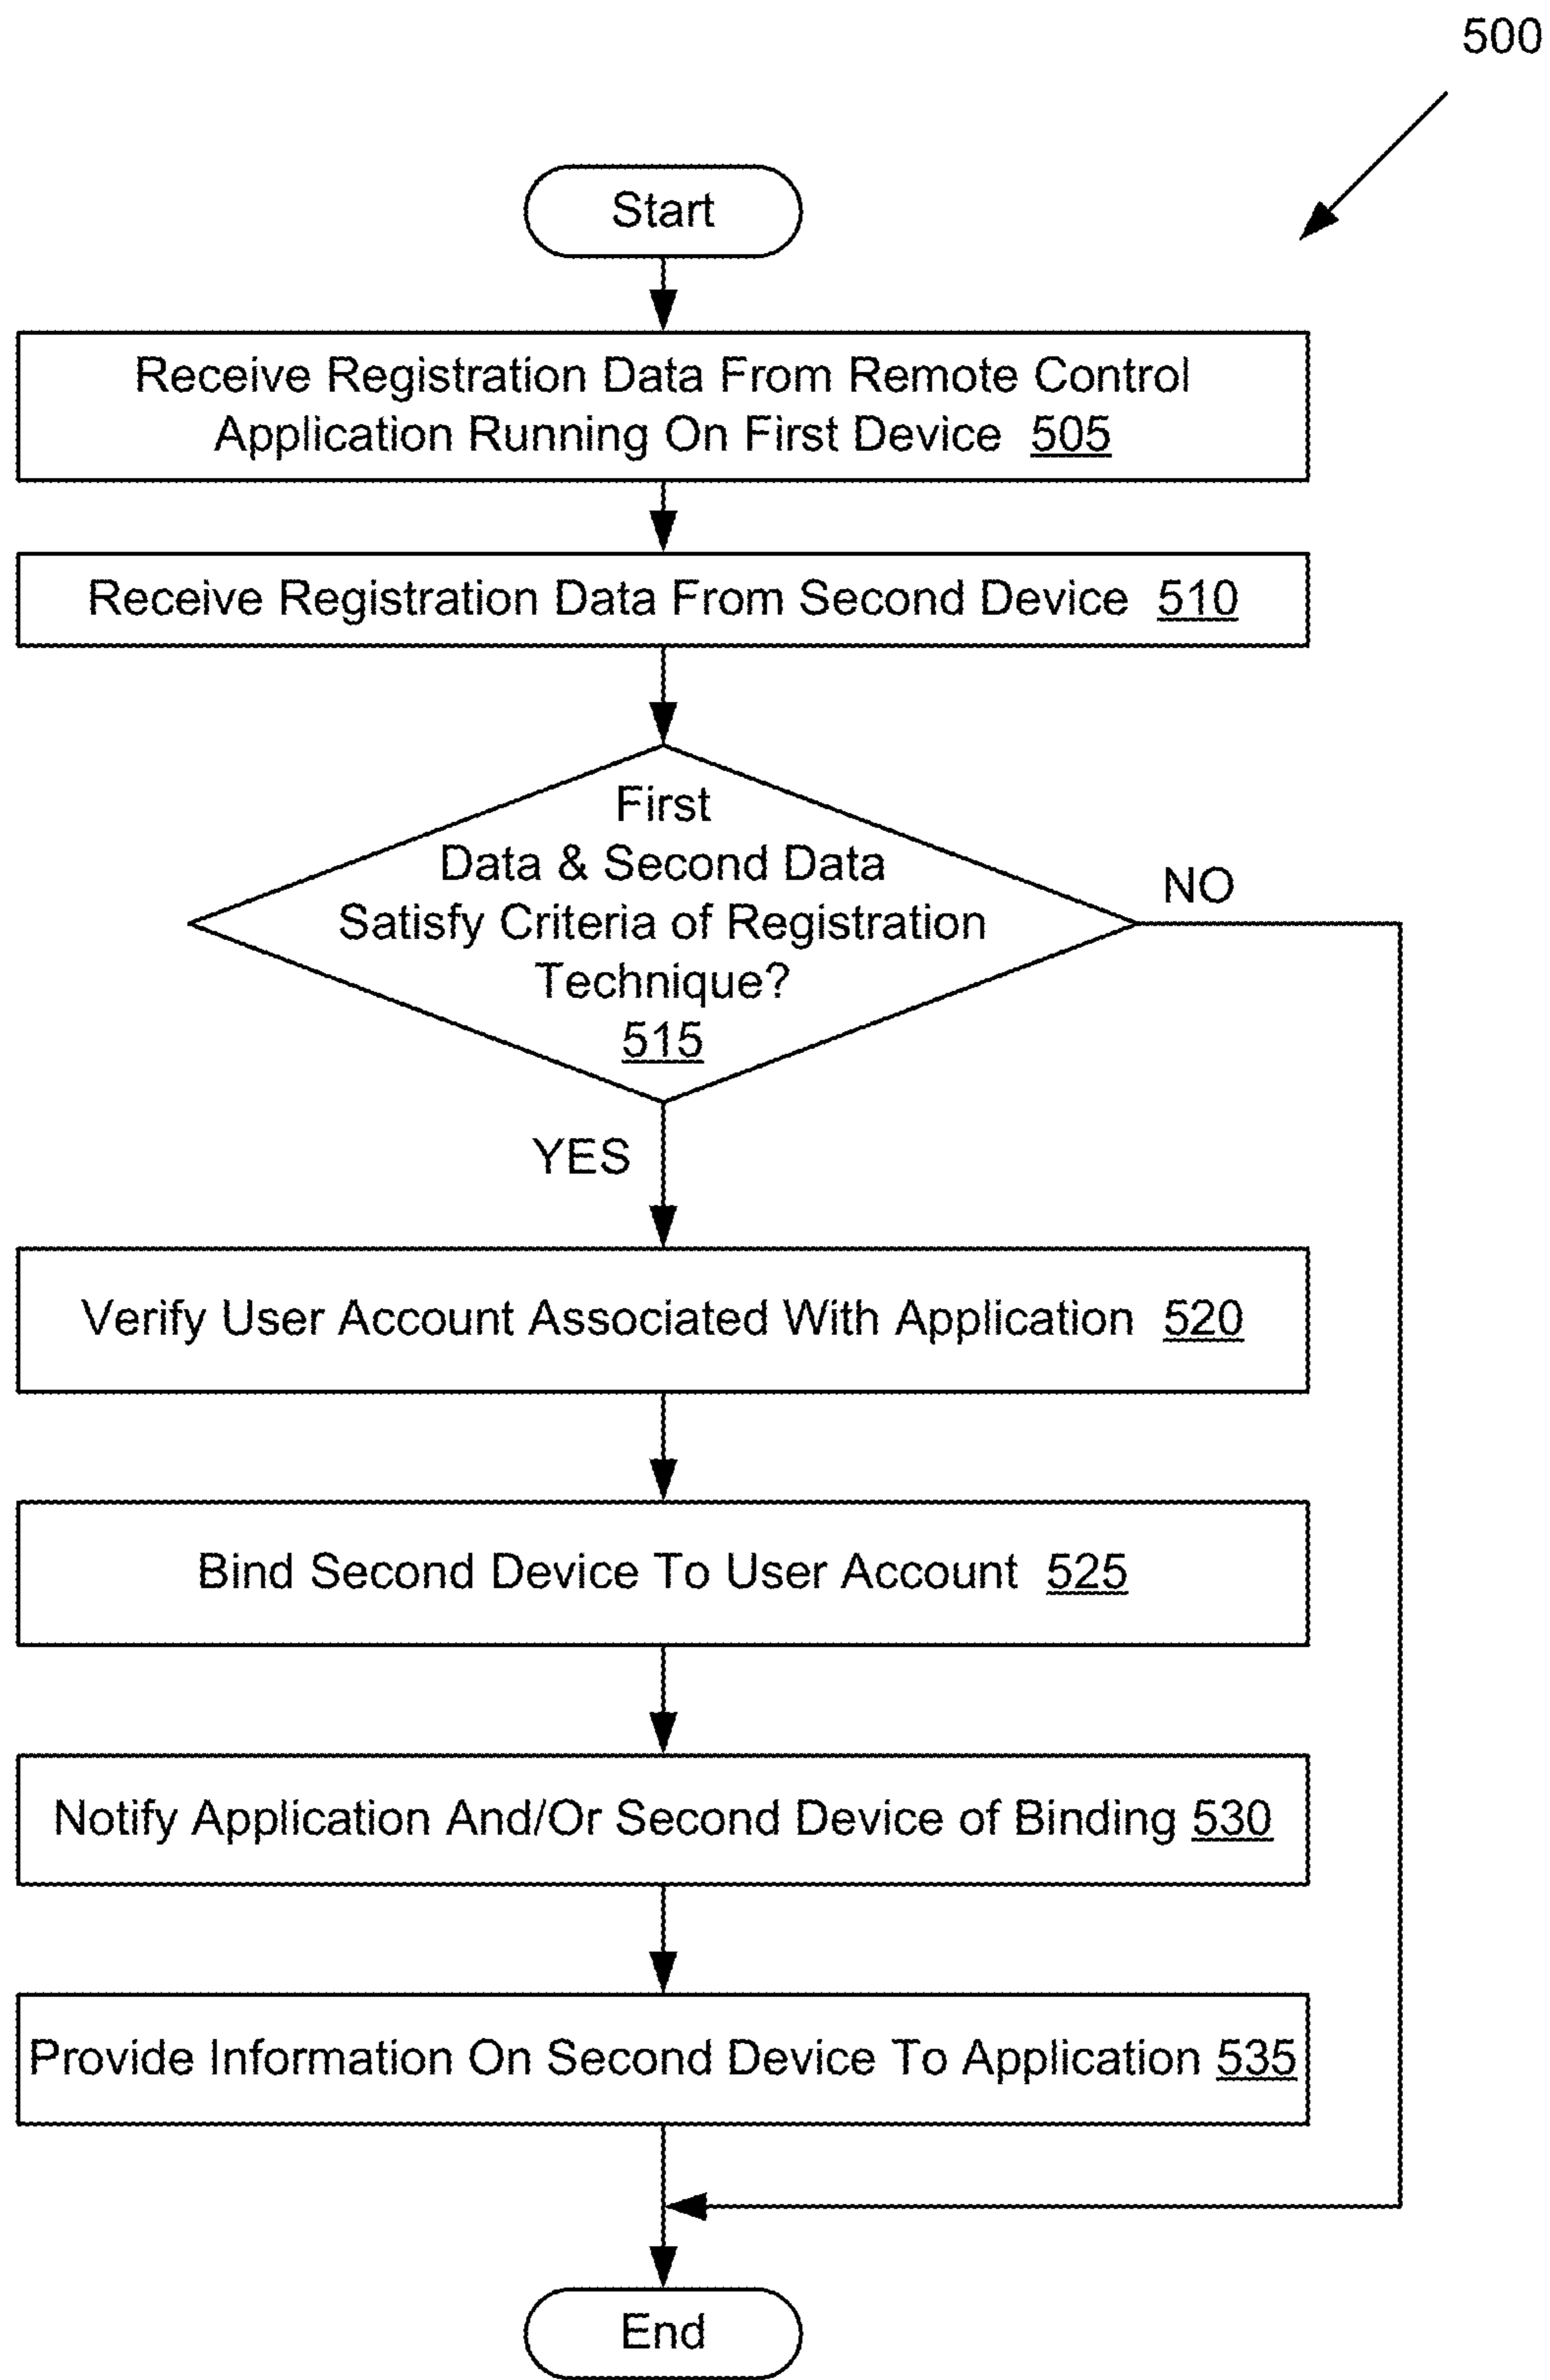 500
Start
Receive Registration Data From Remote Control
Application Running On First Device 505
Receive Registration Data From Second Device 510
First
Data & Second Data
Satisfy Criteria of Registration
Technique?
515
NO
YES
Verify User Account Associated With Application 520
Bind Second Device To User Account 525
Notify Application And/Or Second Device of Binding 530
Provide Information On Second Device To Application 535
End